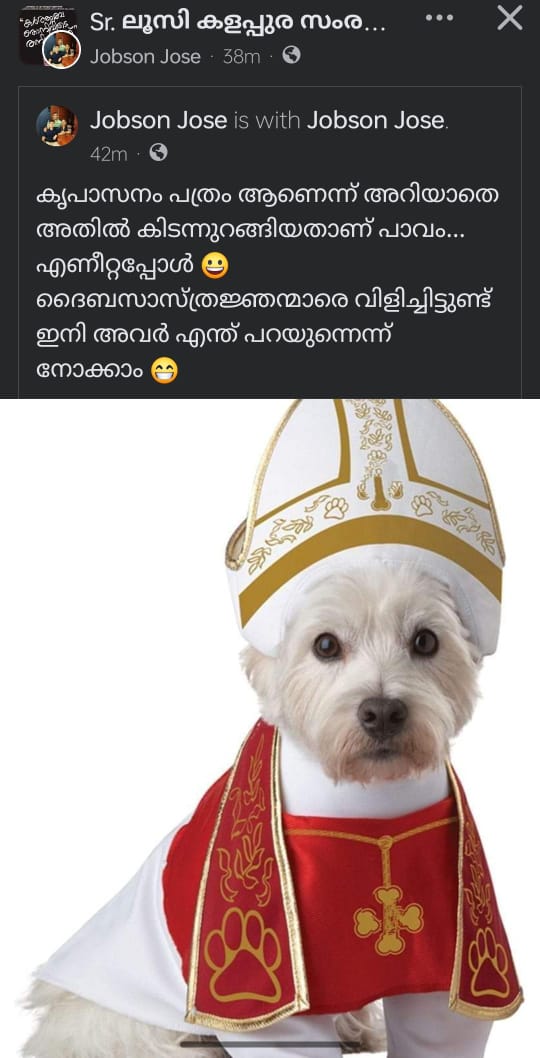 Sr. ലൂസി കളപ്പുര സംര...
Jobson Jose · 38m ·
Jobson Jose is with Jobson Jose.
42m ·
കൃപാസനം പത്രം ആണെന്ന് അറിയാതെ
അതിൽ കിടന്നുറങ്ങിയതാണ് പാവം...
എണീറ്റപ്പോൾ 😀
ദൈബസാസ്ത്രജ്ഞന്മാരെ വിളിച്ചിട്ടുണ്ട്
ഇനി അവർ എന്ത് പറയുന്നെന്ന്
നോക്കാം 😁